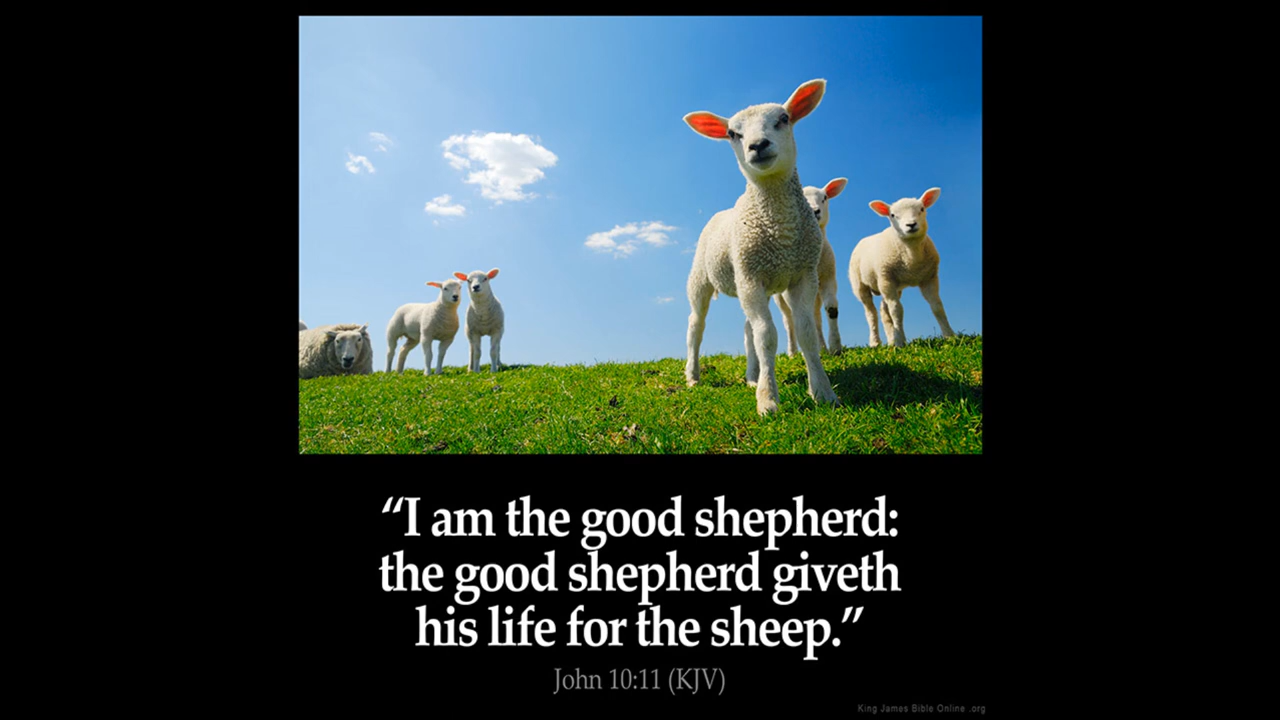 “I am the good shepherd:
the good shepherd giveth
his life for the sheep.”
John 10:11 (KJV)
King James Bible Online .org